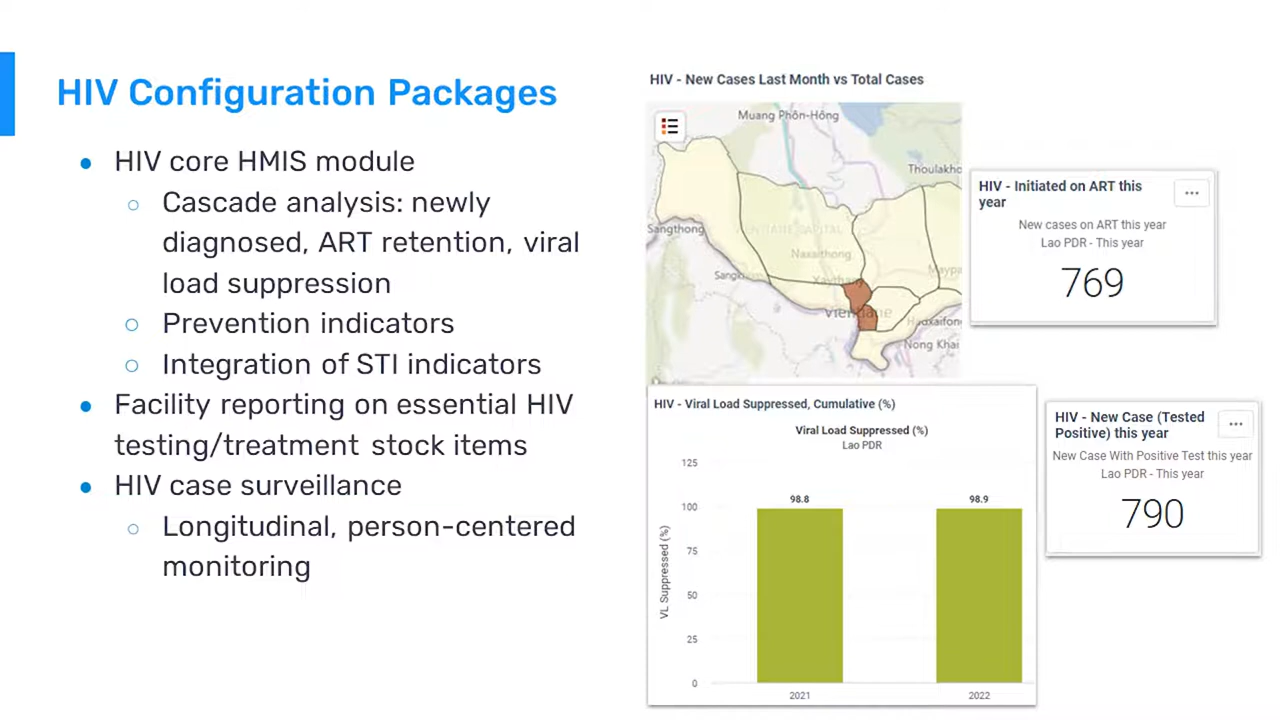 HIV Configuration Packages
HIV core HMIS module
Cascade analysis: newly
diagnosed, ART retention, viral
load suppression
Prevention indicators
Integration of STI indicators
Facility reporting on essential HIV
testing/treatment stock items
HIV case surveillance
Longitudinal, person-centered
monitoring
HIV - New Cases Last Month vs Total Cases
Muang Phôn-Hông
Thoulakho
Sangthong
VIENTIANE CAPITAL
Naxaithong
Sangk
Xaythany
Maypa
Vientiane
Hadxaifon
Nong Khai
HIV - Initiated on ART this
year
New cases on ART this year
Lao PDR - This year
769
HIV - Viral Load Suppressed, Cumulative (%)
Viral Load Suppressed (%)
Lao PDR
VL Suppressed (%)
125
100
75
50
25
0
98.8
98.9
2021
2022
HIV - New Case (Tested
Positive) this year
New Case With Positive Test this year
Lao PDR - This year
790